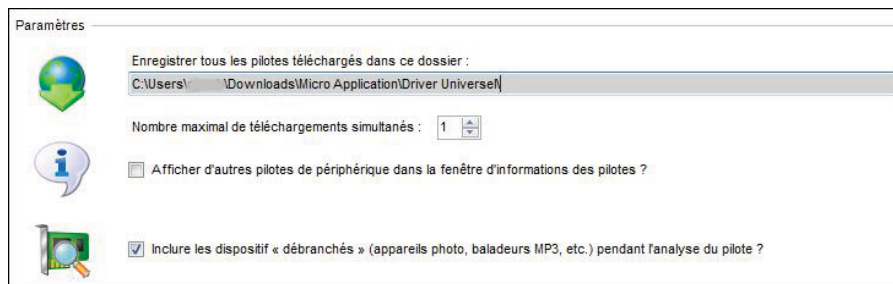 Paramètres
Enregistrer tous les pilotes téléchargés dans ce dossier :
C:\Users\ \Downloads\Micro Application\Driver Universel\
Nombre maximal de téléchargements simultanés : 1
Afficher d'autres pilotes de périphérique dans la fenêtre d'informations des pilotes ?
Inclure les dispositif « débranchés » (appareils photo, baladeurs MP3, etc.) pendant l'analyse du pilote ?